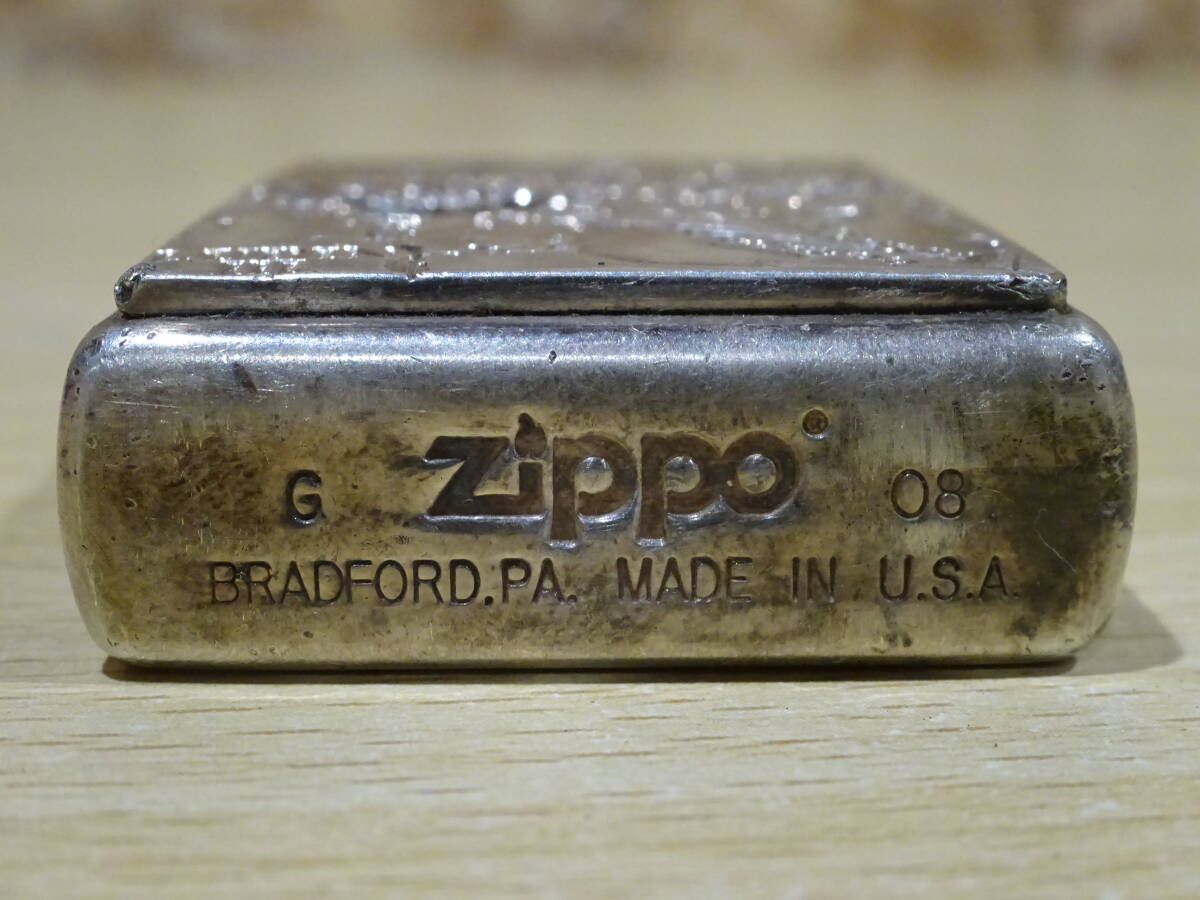 G Zippo® 08
BRADFORD,PA. MADE IN U.S.A.